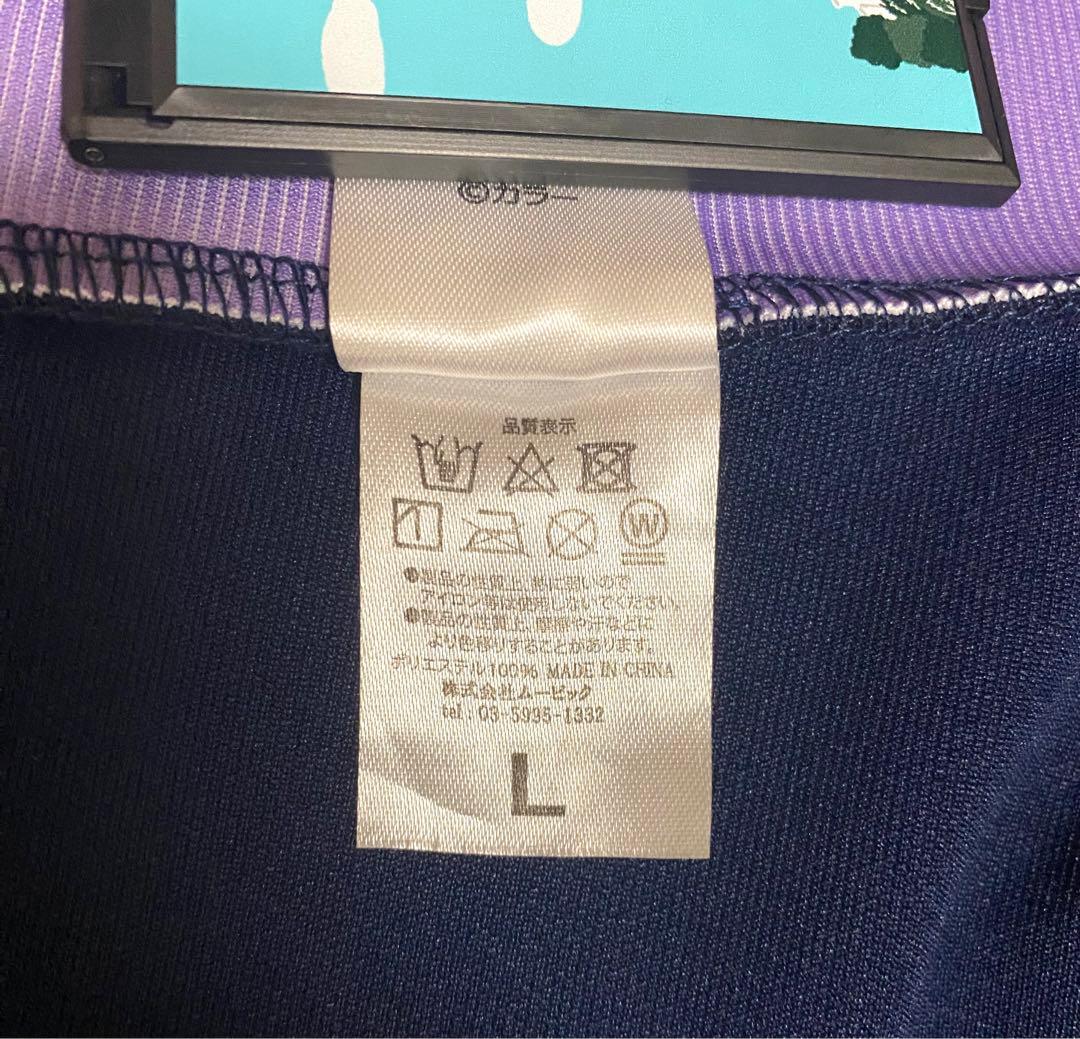 ©カラー
品質表示
W
●製品の性質上、熱に弱いので
アイロン等は使用しないでください。
●製品の性質上、摩擦や汗などに
より色移りすることがあります。
ポリエステル100% MADE IN CHINA
株式会社ムービック
tel : 03-5935-1332
L